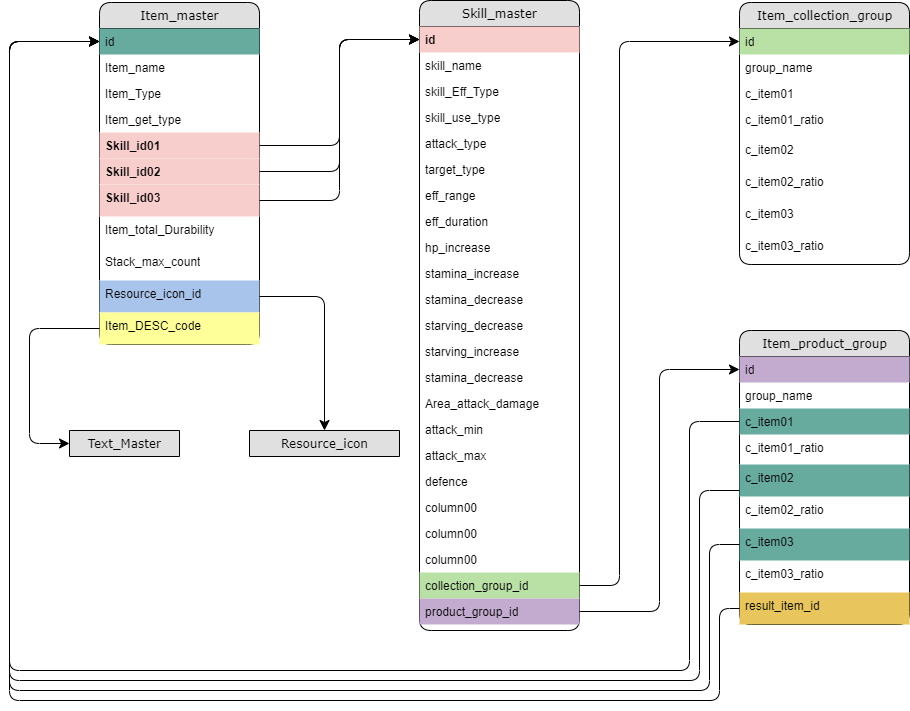 Item_master
id
Item_name
Item_Type
Item_get_type
Skill_id01
Skill_id02
Skill_id03
Item_total_Durability
Stack_max_count
Resource_icon_id
Item_DESC_code
Text_Master
Resource_icon
Skill_master
id
skill_name
skill_Eff_Type
skill_use_type
attack_type
target_type
eff_range
eff_duration
hp_increase
stamina_increase
stamina_decrease
starving_decrease
starving_increase
stamina_decrease
Area_attack_damage
attack_min
attack_max
defence
column00
column00
column00
collection_group_id
product_group_id
Item_collection_group
id
group_name
c_item01
c_item01_ratio
c_item02
c_item02_ratio
c_item03
c_item03_ratio
Item_product_group
id
group_name
c_item01
c_item01_ratio
c_item02
c_item02_ratio
c_item03
c_item03_ratio
result_item_id